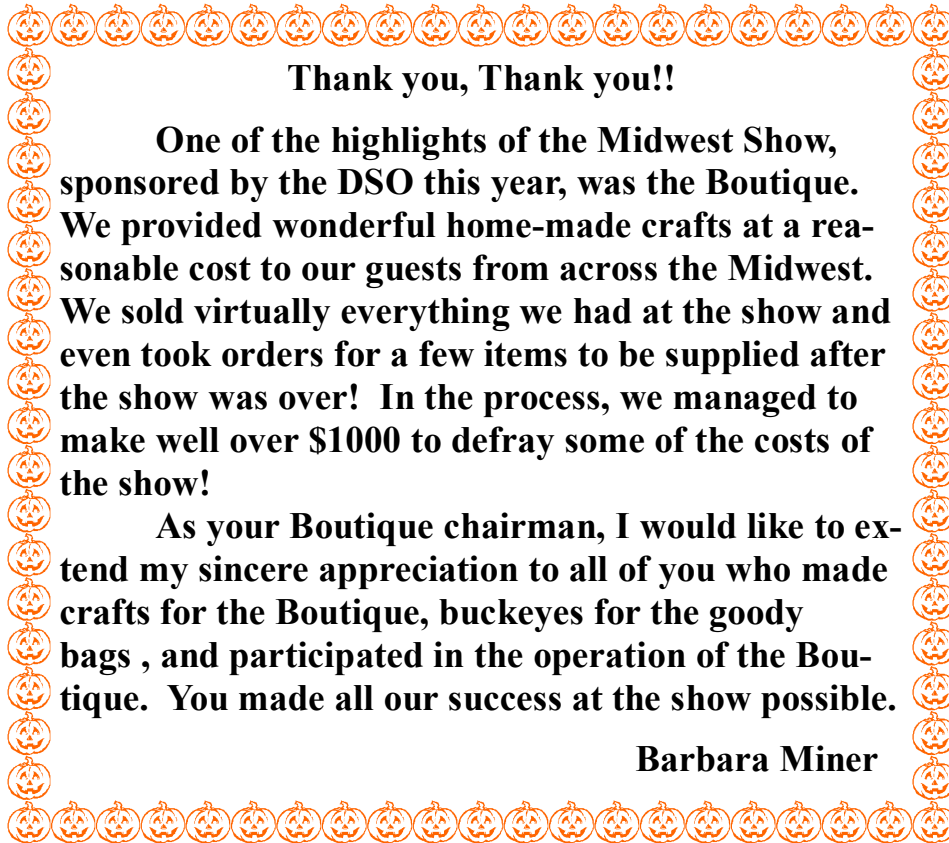 Thank you, Thank you!!
One of the highlights of the Midwest Show,
sponsored by the DSO this year, was the Boutique.
We provided wonderful home-made crafts at a rea-
sonable cost to our guests from across the Midwest.
We sold virtually everything we had at the show and
even took orders for a few items to be supplied after
the show was over!  In the process, we managed to
make well over $1000 to defray some of the costs of
the show!
As your Boutique chairman, I would like to ex-
tend my sincere appreciation to all of you who made
crafts for the Boutique, buckeyes for the goody
bags , and participated in the operation of the Bou-
tique.  You made all our success at the show possible.
Barbara Miner